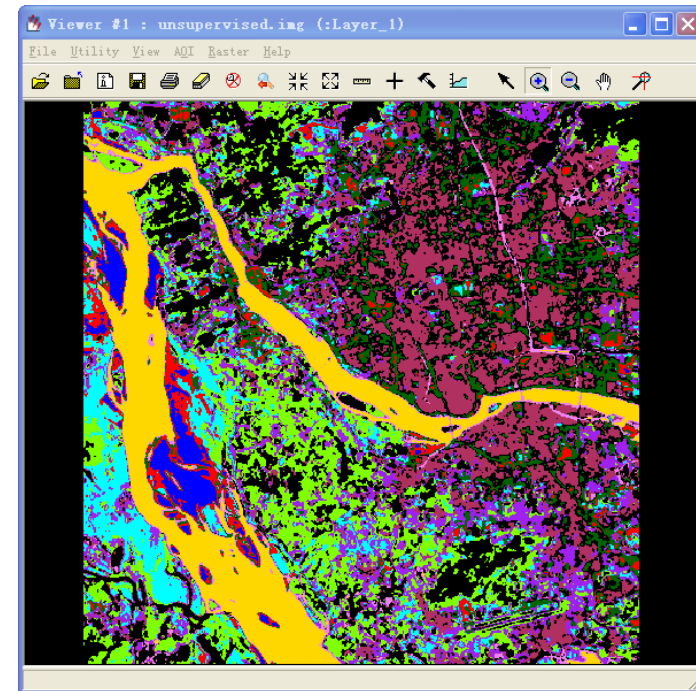 Viewer #1 : unsupervised.img (:Layer_1)
File Utility View AOI Raster Help